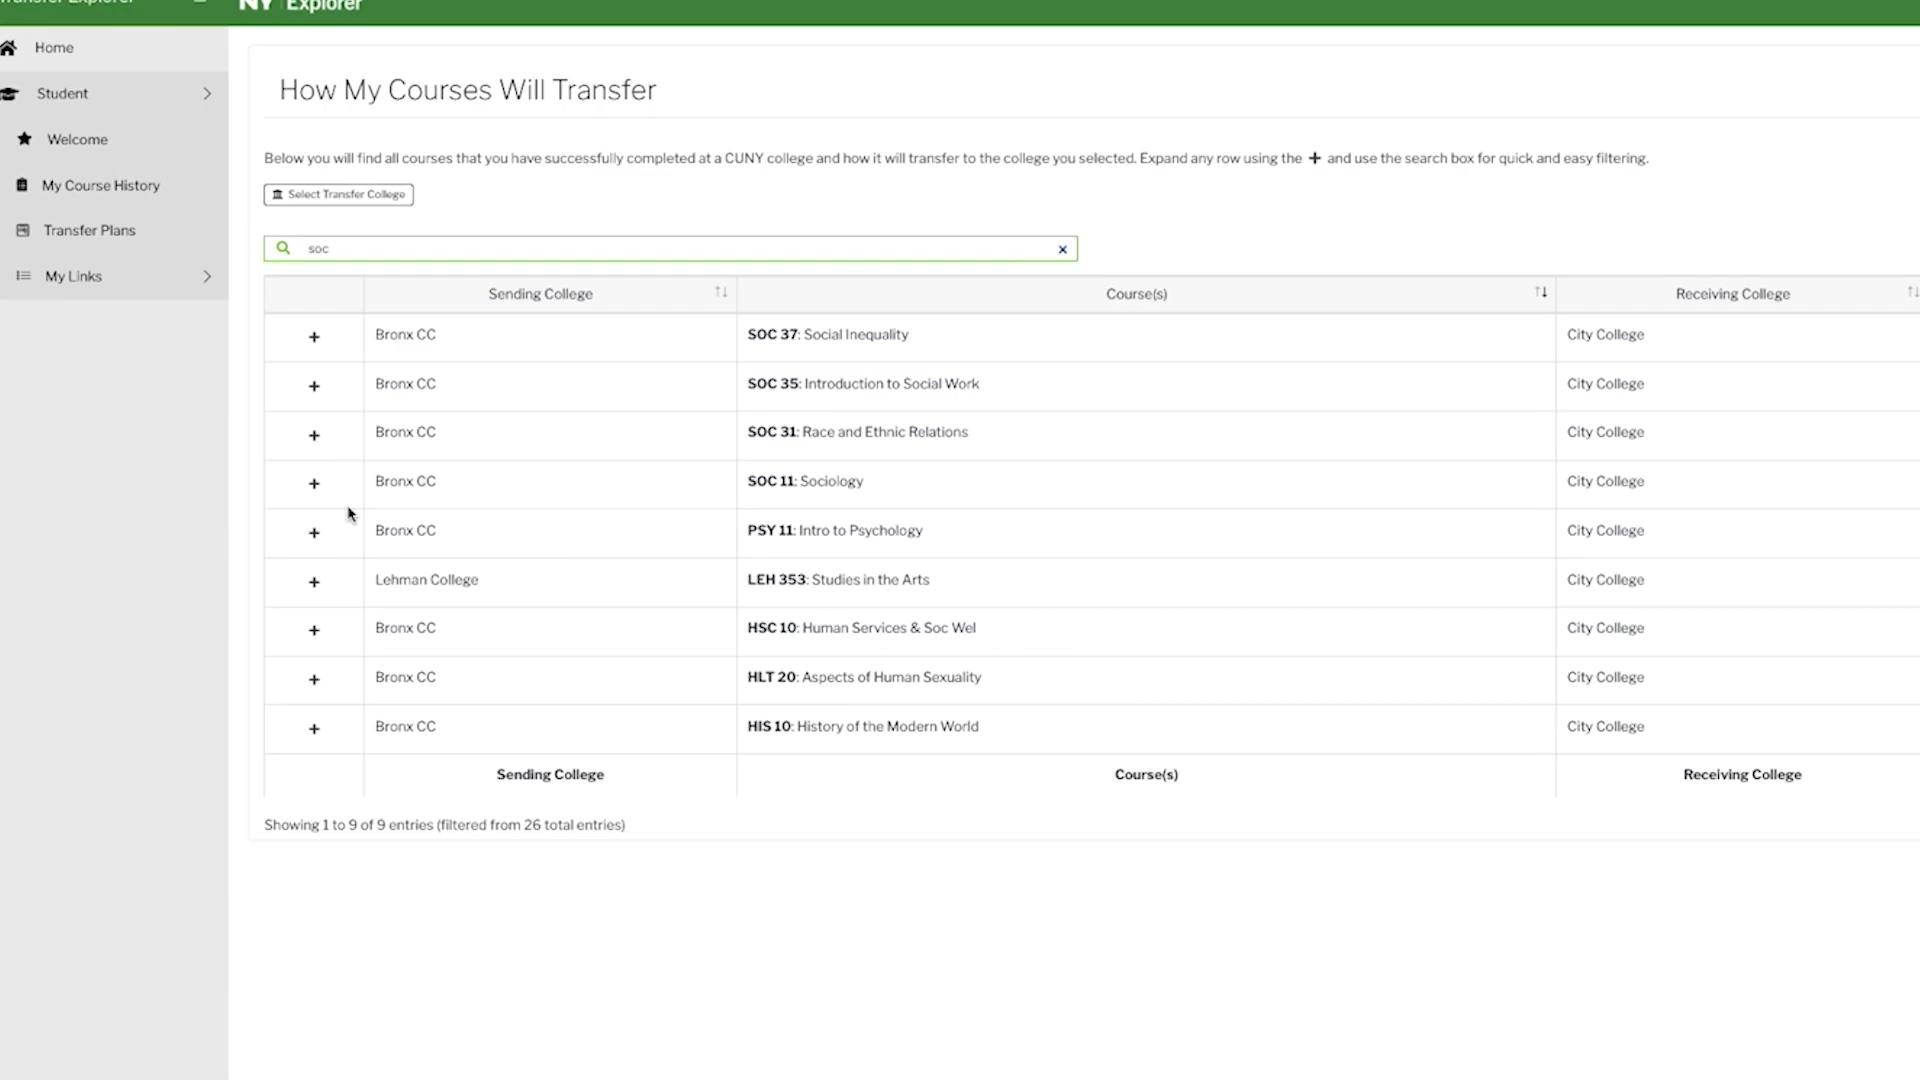 Transfer Explorer
NY Explorer
Home
Student
Welcome
My Course History
Transfer Plans
My Links
How My Courses Will Transfer
Below you will find all courses that you have successfully completed at a CUNY college and how it will transfer to the college you selected. Expand any row using the + and use the search box for quick and easy filtering.
Select Transfer College
soc
Sending College Course(s) Receiving College
+ Bronx CC SOC 37: Social Inequality City College
+ Bronx CC SOC 35: Introduction to Social Work City College
+ Bronx CC SOC 31: Race and Ethnic Relations City College
+ Bronx CC SOC 11: Sociology City College
+ Bronx CC PSY 11: Intro to Psychology City College
+ Lehman College LEH 353: Studies in the Arts City College
+ Bronx CC HSC 10: Human Services & Soc Wel City College
+ Bronx CC HLT 20: Aspects of Human Sexuality City College
+ Bronx CC HIS 10: History of the Modern World City College
Sending College Course(s) Receiving College
Showing 1 to 9 of 9 entries (filtered from 26 total entries)